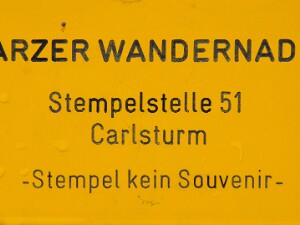 ARZER WANDERNAD
Stempelstelle 51
Carlsturm
-Stempel kein Souvenir-